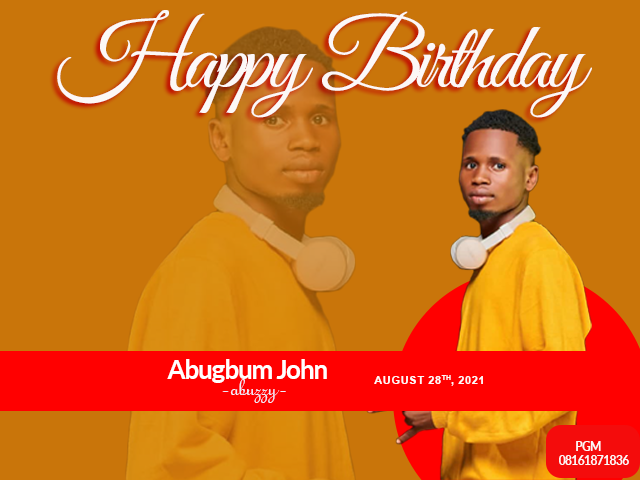 Happy Birthday
Abugbum John
- abuzzy -
AUGUST 28TH, 2021
PGM
08161871836